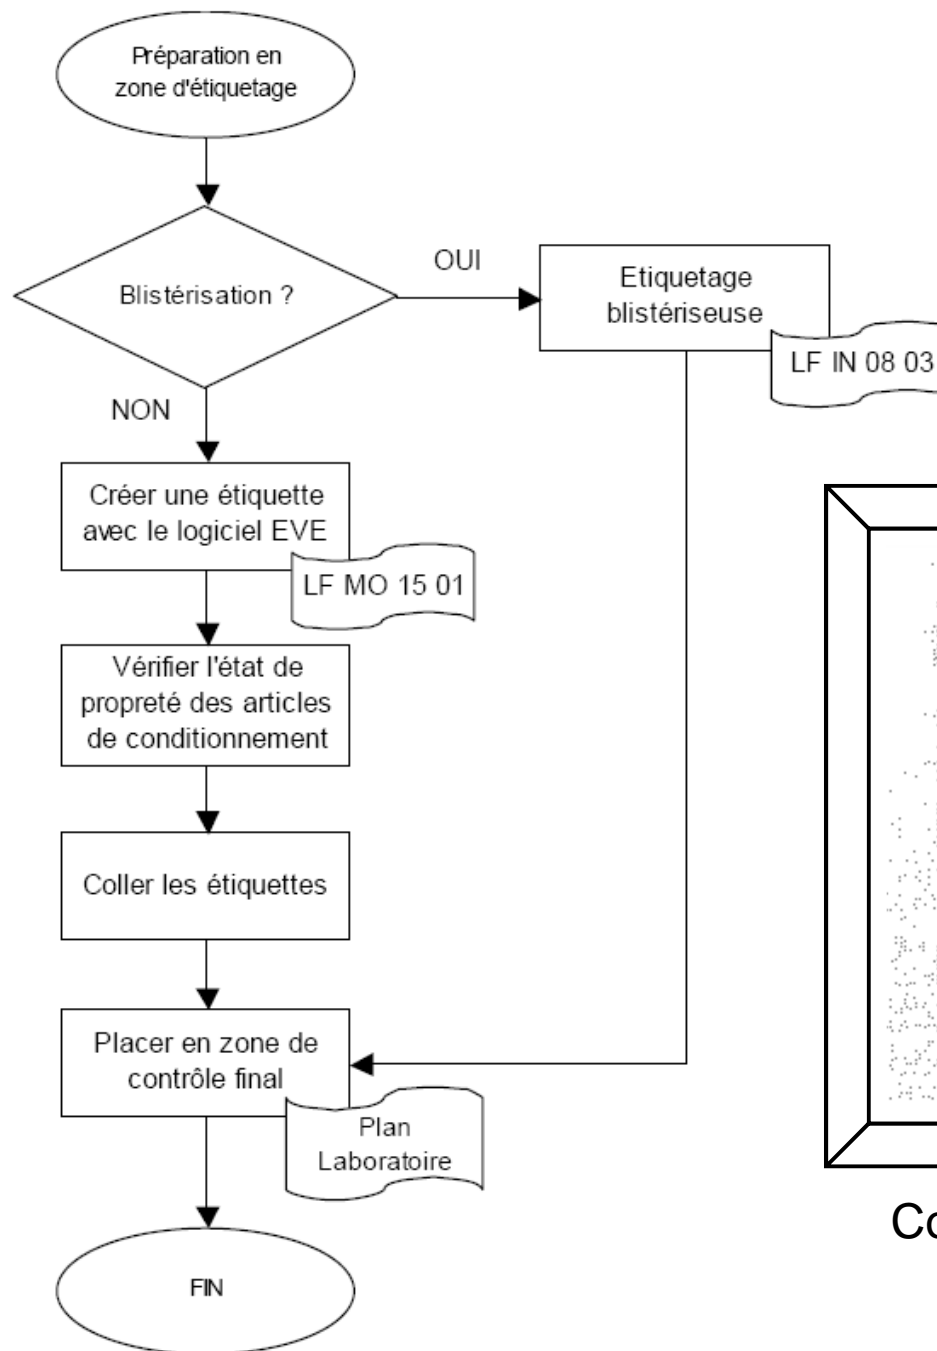 Préparation en
zone d'étiquetage
Blistérisation ?
OUI
Etiquetage
blistériseuse
LF IN 08 03
NON
Créer une étiquette
avec le logiciel EVE
LF MO 15 01
Vérifier l'état de
propreté des articles
de conditionnement
Coller les étiquettes
Placer en zone de
contrôle final
Plan
Laboratoire
FIN